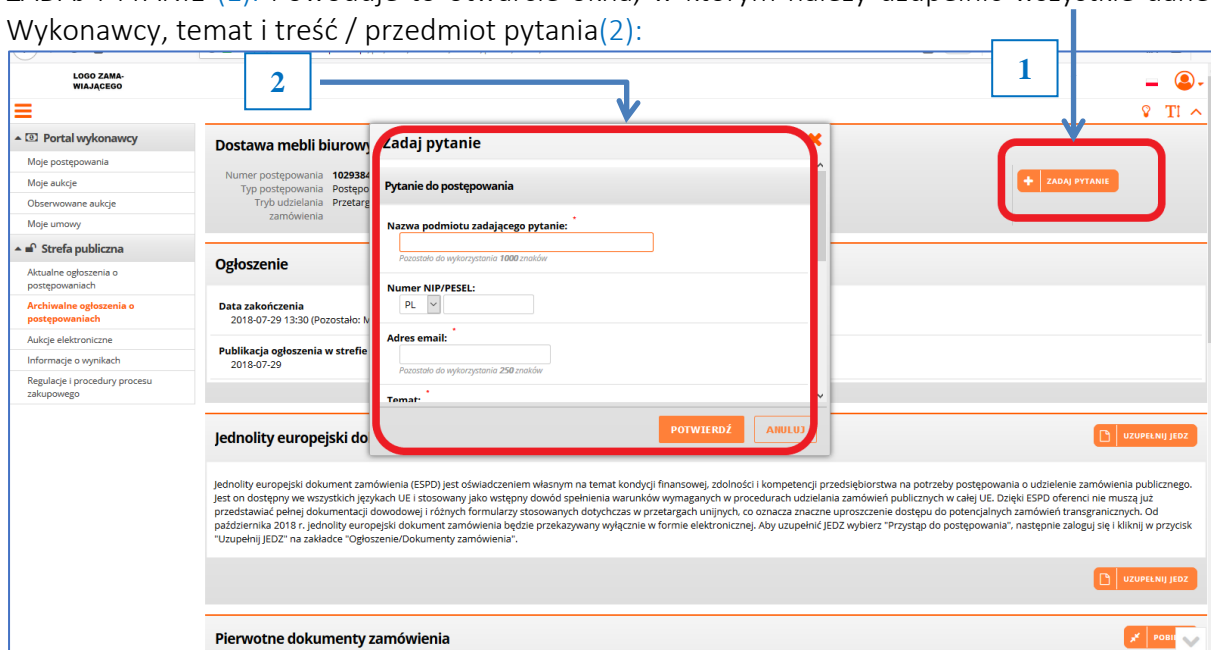 Wykonawcy, temat i treść / przedmiot pytania(2):
LOGO ZAMA-
WIAJĄCEGO
2
1
TI
Portal wykonawcy
Moje postępowania
Moje aukcje
Obserwowane aukcje
Moje umowy
Strefa publiczna
Aktualne ogłoszenia o
postępowaniach
Archiwalne ogłoszenia o
postępowaniach
Aukcje elektroniczne
Informacje o wynikach
Regulacje i procedury procesu
zakupowego
Dostawa mebli biurowy
Numer postępowania 1029384
Typ postępowania Postępo
Tryb udzielania Przetarg
zamówienia
ZADAJ PYTANIE
Zadaj pytanie
Pytanie do postępowania
Nazwa podmiotu zadającego pytanie: *
Pozostało do wykorzystania 1000 znaków
Numer NIP/PESEL:
PL
Adres email: *
Pozostało do wykorzystania 250 znaków
Temat: *
POTWIERDŹ ANULUJ
Ogłoszenie
Data zakończenia
2018-07-29 13:30 (Pozostało: M
Publikacja ogłoszenia w strefie
2018-07-29
Jednolity europejski do
UZUPEŁNIJ JEDZ
Jednolity europejski dokument zamówienia (ESPD) jest oświadczeniem własnym na temat kondycji finansowej, zdolności i kompetencji przedsiębiorstwa na potrzeby postępowania o udzielenie zamówienia publicznego.
Jest on dostępny we wszystkich językach UE i stosowany jako wstępny dowód spełnienia warunków wymaganych w procedurach udzielania zamówień publicznych w całej UE. Dzięki ESPD oferenci nie muszą już
przedstawiać pełnej dokumentacji dowodowej i różnych formularzy stosowanych dotychczas w przetargach unijnych, co oznacza znaczne uproszczenie dostępu do potencjalnych zamówień transgranicznych. Od
października 2018 r. jednolity europejski dokument zamówienia będzie przekazywany wyłącznie w formie elektronicznej. Aby uzupełnić JEDZ wybierz "Przystąp do postępowania", następnie zaloguj się i kliknij w przycisk
"Uzupełnij JEDZ" na zakładce "Ogłoszenie/Dokumenty zamówienia".
UZUPEŁNIJ JEDZ
Pierwotne dokumenty zamówienia
POBI